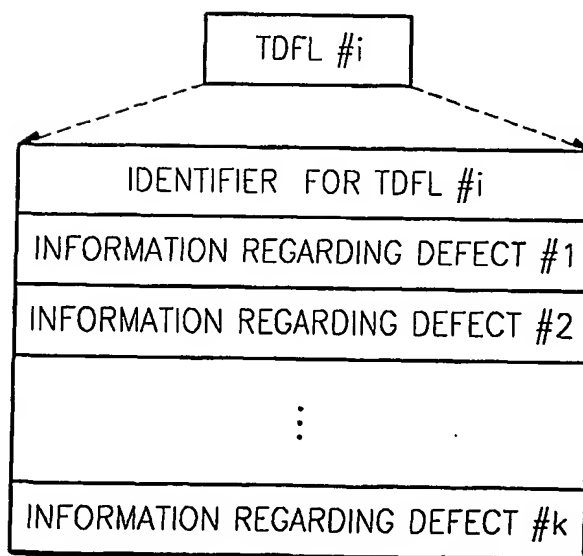 TDFL #i
IDENTIFIER FOR TDFL #i
INFORMATION REGARDING DEFECT #1
INFORMATION REGARDING DEFECT #2
⋮
INFORMATION REGARDING DEFECT #k